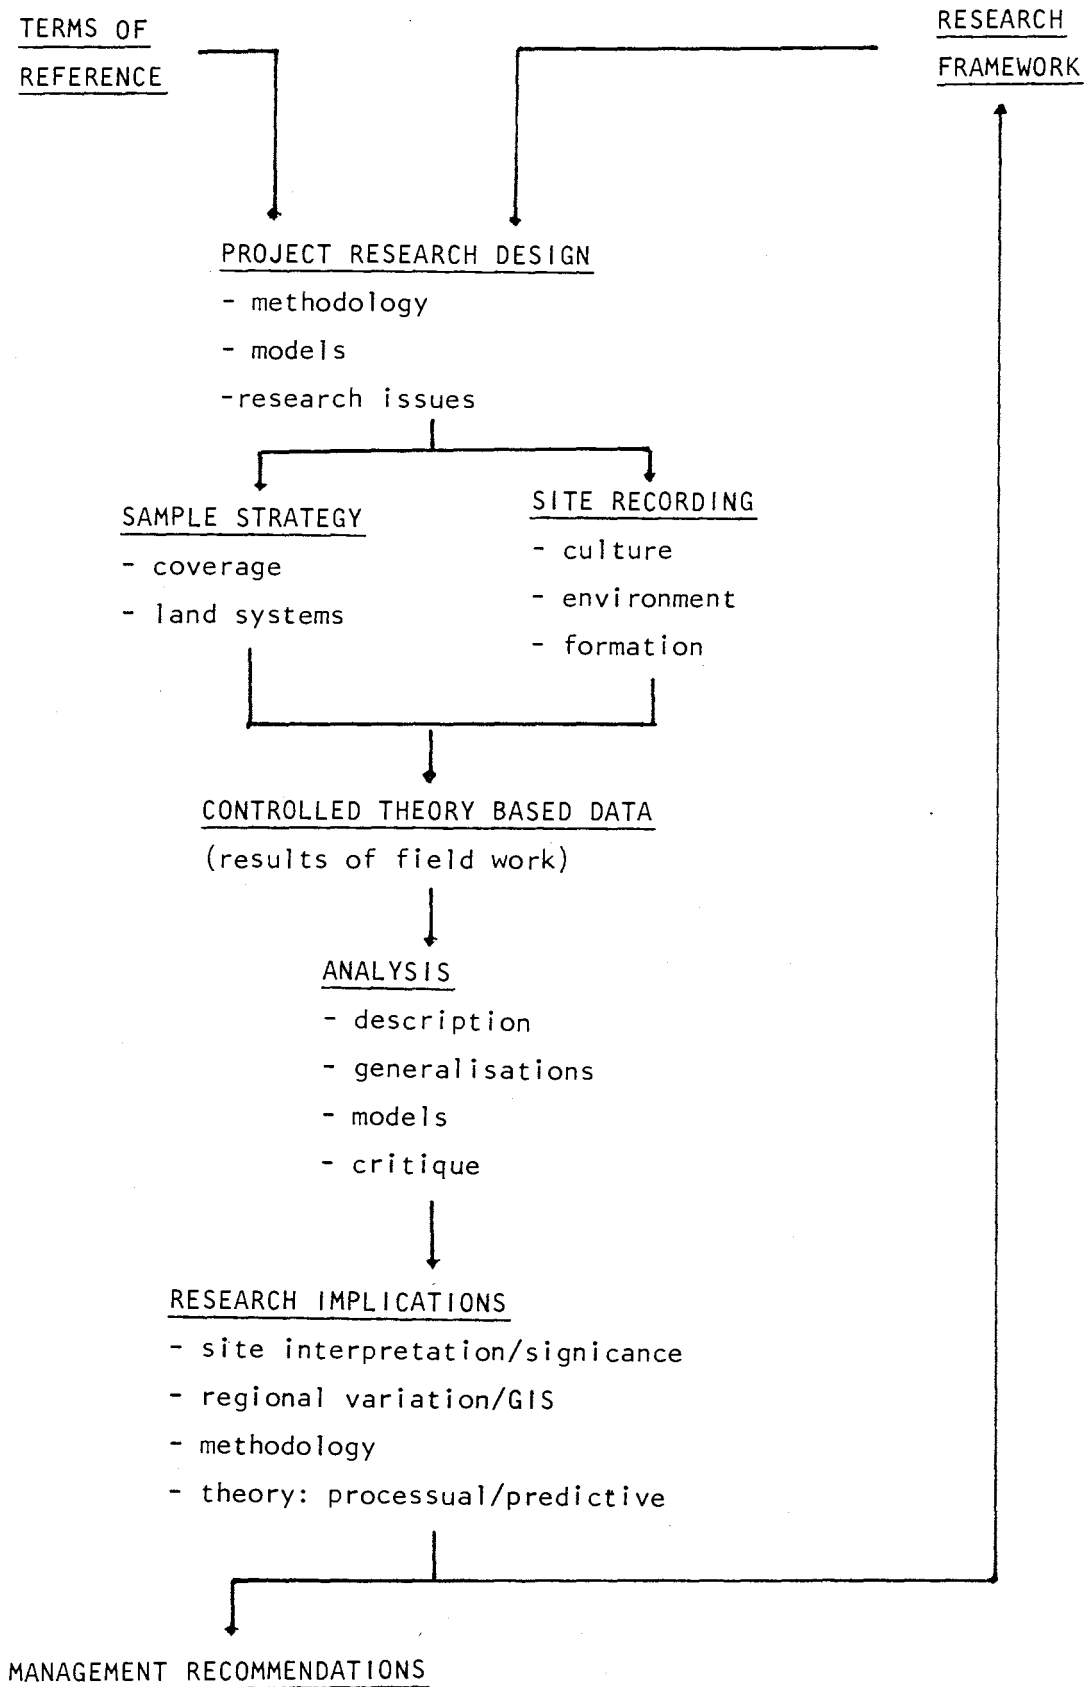 TERMS OF
REFERENCE
RESEARCH
FRAMEWORK
PROJECT RESEARCH DESIGN
- methodology
- models
-research issues
SAMPLE STRATEGY
- coverage
- land systems
SITE RECORDING
- culture
- environment
- formation
CONTROLLED THEORY BASED DATA
(results of field work)
ANALYSIS
- description
- generalisations
- models
- critique
RESEARCH IMPLICATIONS
- site interpretation/signicance
- regional variation/GIS
- methodology
- theory: processual/predictive
MANAGEMENT RECOMMENDATIONS